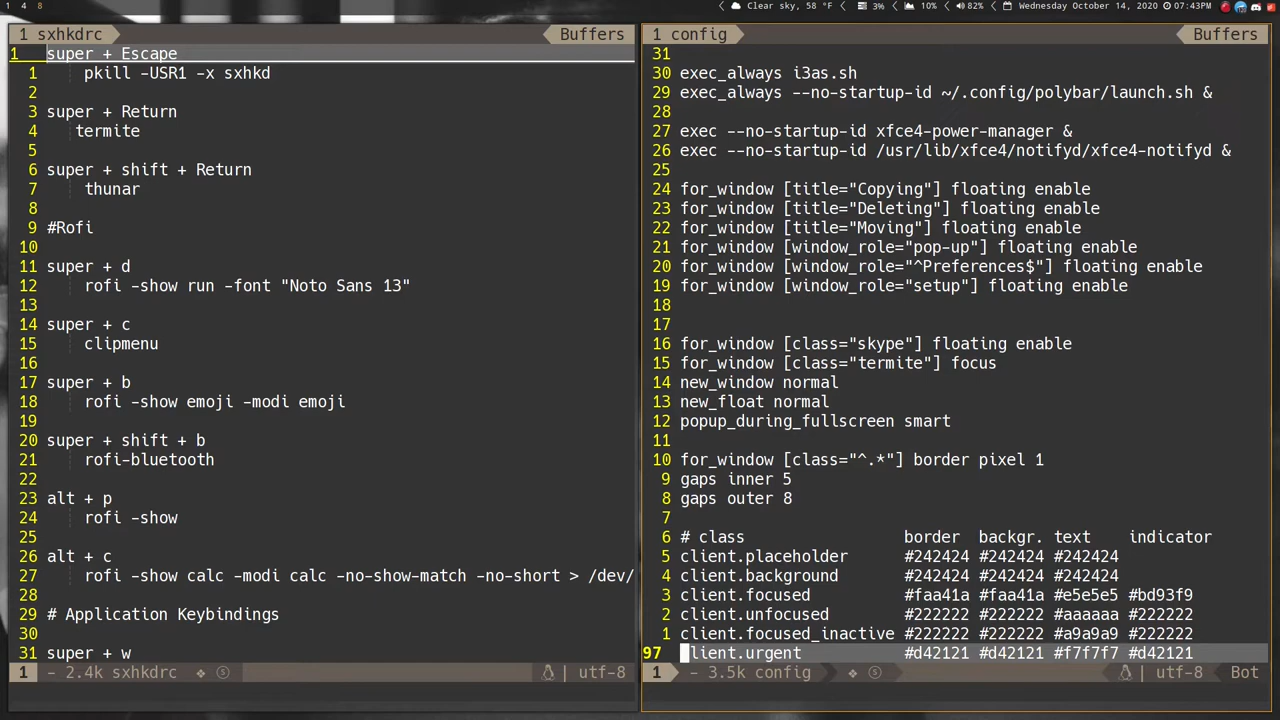 1 4 8
Clear sky, 58 °F 3% 10% 82% Wednesday October 14, 2020 07:43PM
1 sxhkdrc Buffers
1 super + Escape
1 pkill -USR1 -x sxhkd
2
3 super + Return
4 termite
5
6 super + shift + Return
7 thunar
8
9 #Rofi
10
11 super + d
12 rofi -show run -font "Noto Sans 13"
13
14 super + c
15 clipmenu
16
17 super + b
18 rofi -show emoji -modi emoji
19
20 super + shift + b
21 rofi-bluetooth
22
23 alt + p
24 rofi -show
25
26 alt + c
27 rofi -show calc -modi calc -no-show-match -no-short > /dev/
28
29 # Application Keybindings
30
31 super + w
1 - 2.4k sxhkdrc utf-8
1 config Buffers
31
30 exec_always i3as.sh
29 exec_always --no-startup-id ~/.config/polybar/launch.sh &
28
27 exec --no-startup-id xfce4-power-manager &
26 exec --no-startup-id /usr/lib/xfce4/notifyd/xfce4-notifyd &
25
24 for_window [title="Copying"] floating enable
23 for_window [title="Deleting"] floating enable
22 for_window [title="Moving"] floating enable
21 for_window [window_role="pop-up"] floating enable
20 for_window [window_role="^Preferences$"] floating enable
19 for_window [window_role="setup"] floating enable
18
17
16 for_window [class="skype"] floating enable
15 for_window [class="termite"] focus
14 new_window normal
13 new_float normal
12 popup_during_fullscreen smart
11
10 for_window [class="^.*"] border pixel 1
9 gaps inner 5
8 gaps outer 8
7
6 # class border backgr. text indicator
5 client.placeholder #242424 #242424 #242424
4 client.background #242424 #242424 #242424
3 client.focused #faa41a #faa41a #e5e5e5 #bd93f9
2 client.unfocused #222222 #222222 #aaaaaa #222222
1 client.focused_inactive #222222 #222222 #a9a9a9 #222222
97 client.urgent #d42121 #d42121 #f7f7f7 #d42121
1 - 3.5k config utf-8 Bot